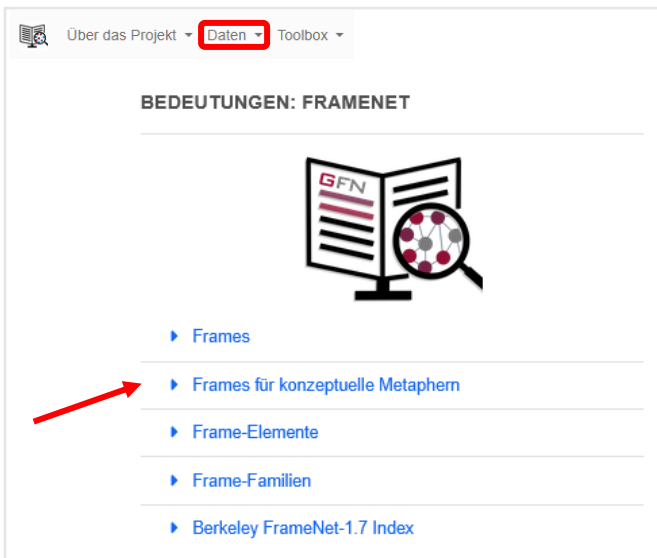 Über das Projekt Daten Toolbox
BEDEUTUNGEN: FRAMENET
GFN
Frames
Frames für konzeptuelle Metaphern
Frame-Elemente
Frame-Familien
Berkeley FrameNet-1.7 Index